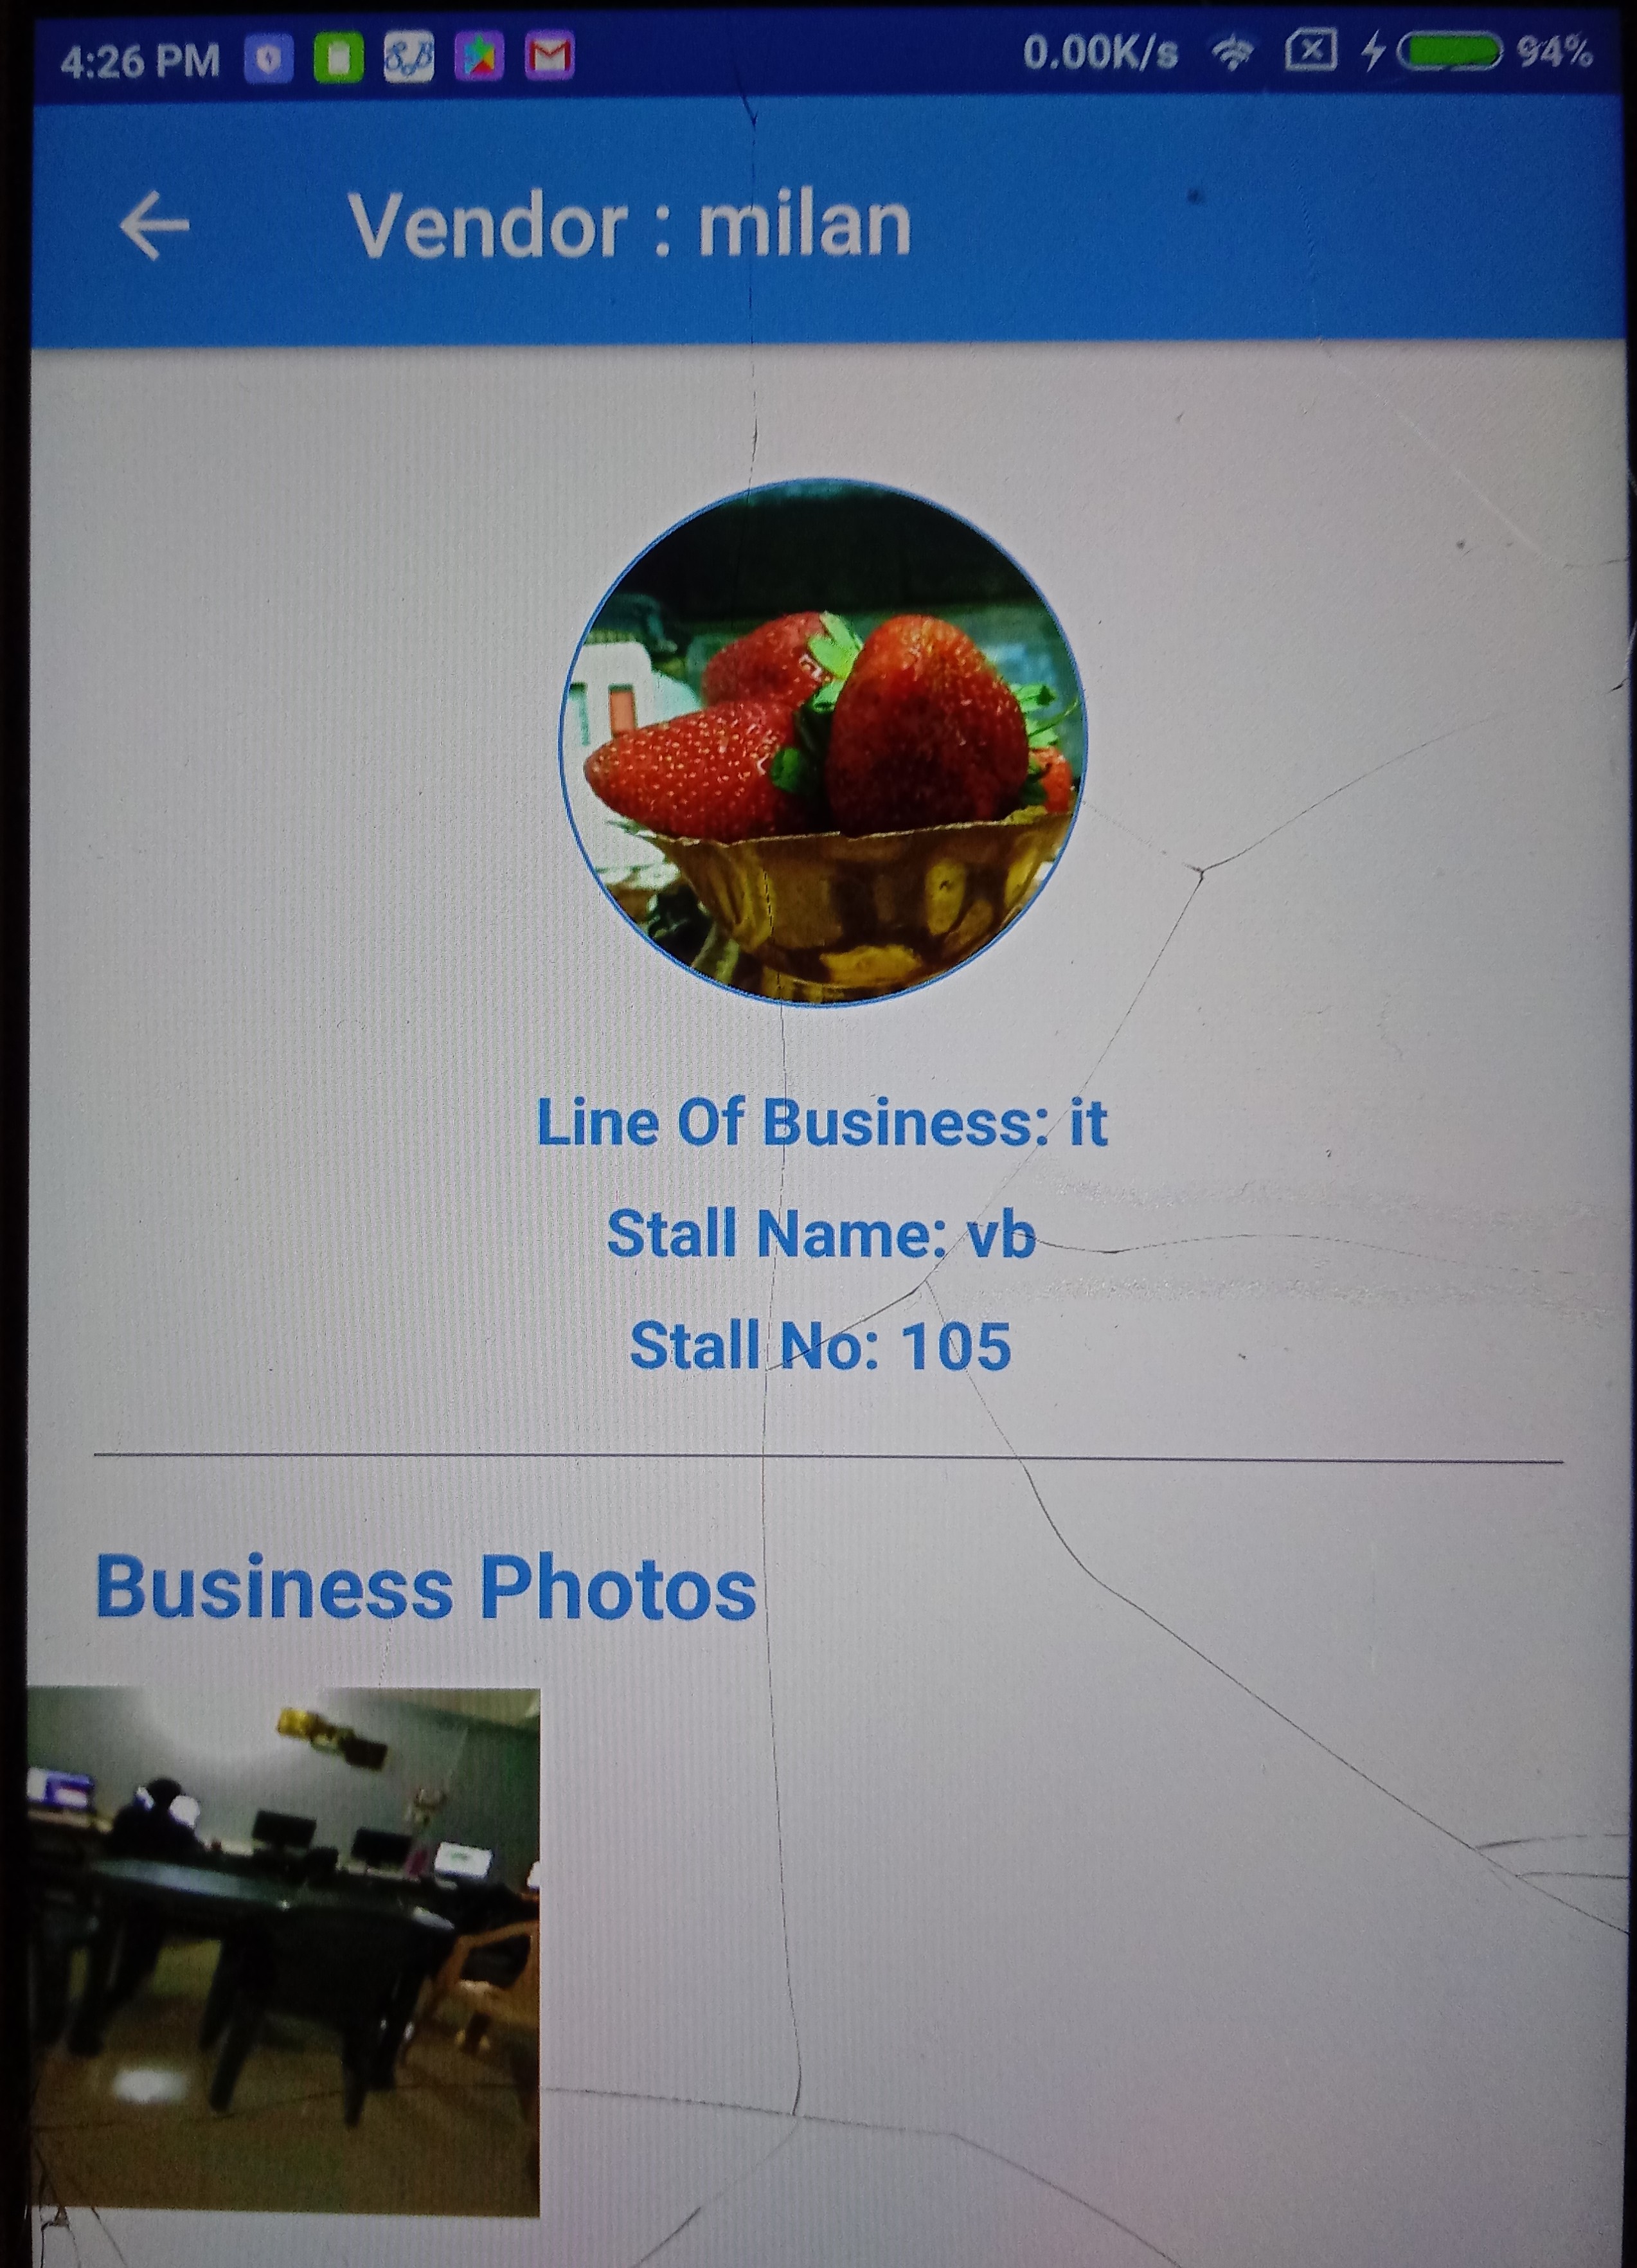 4:26 PM 0.00K/s 94%
Vendor : milan
Line Of Business: it
Stall Name: vb
Stall No: 105
Business Photos